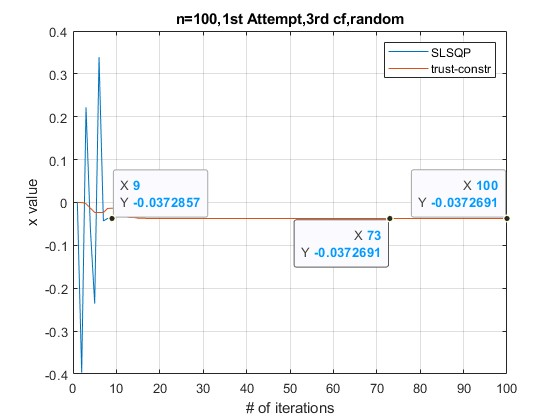 n=100,1st Attempt,3rd cf,random
SLSQP
trust-constr
0.4
0.3
0.2
0.1
0
-0.1
-0.2
-0.3
-0.4
x value
X 9
Y -0.0372857
X 100
Y -0.0372691
X 73
Y -0.0372691
0 10 20 30 40 50 60 70 80 90 100
# of iterations